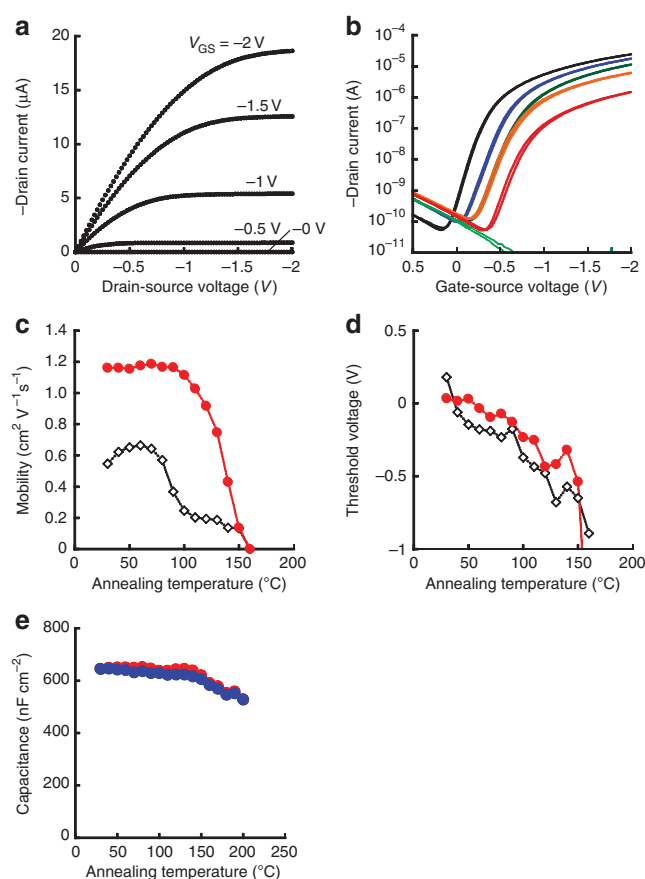 a
V_GS = −2 V
−1.5 V
−1 V
−0.5 V
−0 V
20
15
10
5
0
0
−0.5
−1
−1.5
−2
−Drain current (μA)
Drain-source voltage (V)
b
10⁻⁴
10⁻⁵
10⁻⁶
10⁻⁷
10⁻⁸
10⁻⁹
10⁻¹⁰
10⁻¹¹
0.5
0
−0.5
−1
−1.5
−2
−Drain current (A)
Gate-source voltage (V)
c
1.4
1.2
1.0
0.8
0.6
0.4
0.2
0
0
50
100
150
200
Mobility (cm² V⁻¹s⁻¹)
Annealing temperature (°C)
d
0.5
0
−0.5
−1
0
50
100
150
200
Threshold voltage (V)
Annealing temperature (°C)
e
800
600
400
200
0
0
50
100
150
200
250
Capacitance (nF cm⁻²)
Annealing temperature (°C)